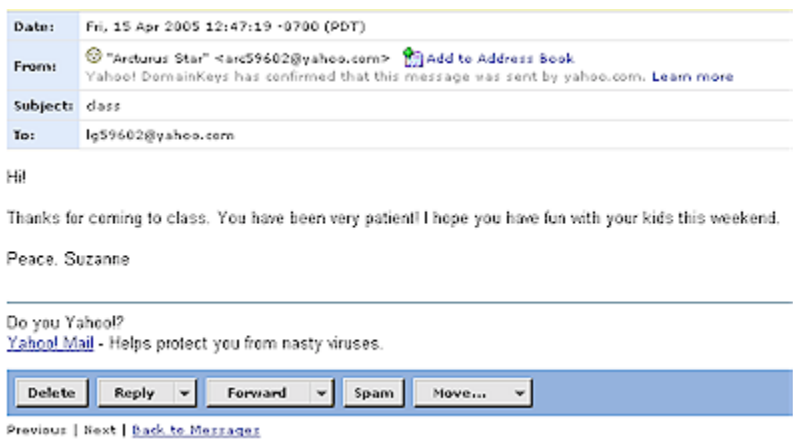 Date: Fri, 15 Apr 2005 12:47:19 -0700 (PDT)
From: "Arcturus Star" <arc59602@yahoo.com> Add to Address Book
Yahoo! DomainKeys has confirmed that this message was sent by yahoo.com. Learn more
Subject: class
To: lg59602@yahoo.com
Hi!
Thanks for coming to class. You have been very patient! I hope you have fun with your kids this weekend.
Peace, Suzanne
Do you Yahoo!?
Yahoo! Mail - Helps protect you from nasty viruses.
Delete Reply Forward Spam Move...
Previous | Next | Back to Messages